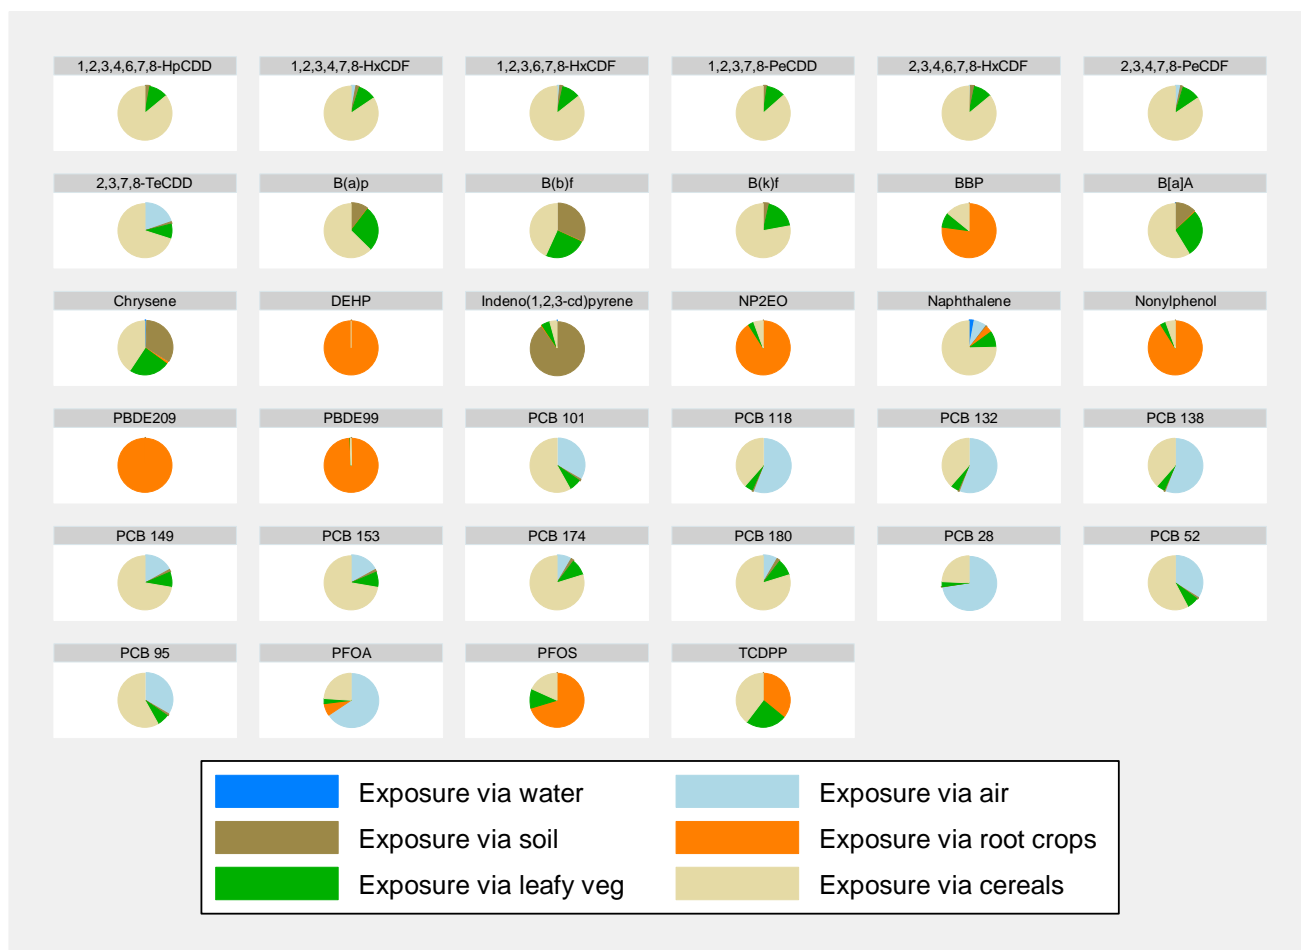 1,2,3,4,6,7,8-HpCDD
1,2,3,4,7,8-HxCDF
1,2,3,6,7,8-HxCDF
1,2,3,7,8-PeCDD
2,3,4,6,7,8-HxCDF
2,3,4,7,8-PeCDF
2,3,7,8-TeCDD
B(a)p
B(b)f
B(k)f
BBP
B[a]A
Chrysene
DEHP
Indeno(1,2,3-cd)pyrene
NP2EO
Naphthalene
Nonylphenol
PBDE209
PBDE99
PCB 101
PCB 118
PCB 132
PCB 138
PCB 149
PCB 153
PCB 174
PCB 180
PCB 28
PCB 52
PCB 95
PFOA
PFOS
TCDPP
Exposure via water
Exposure via air
Exposure via soil
Exposure via root crops
Exposure via leafy veg
Exposure via cereals